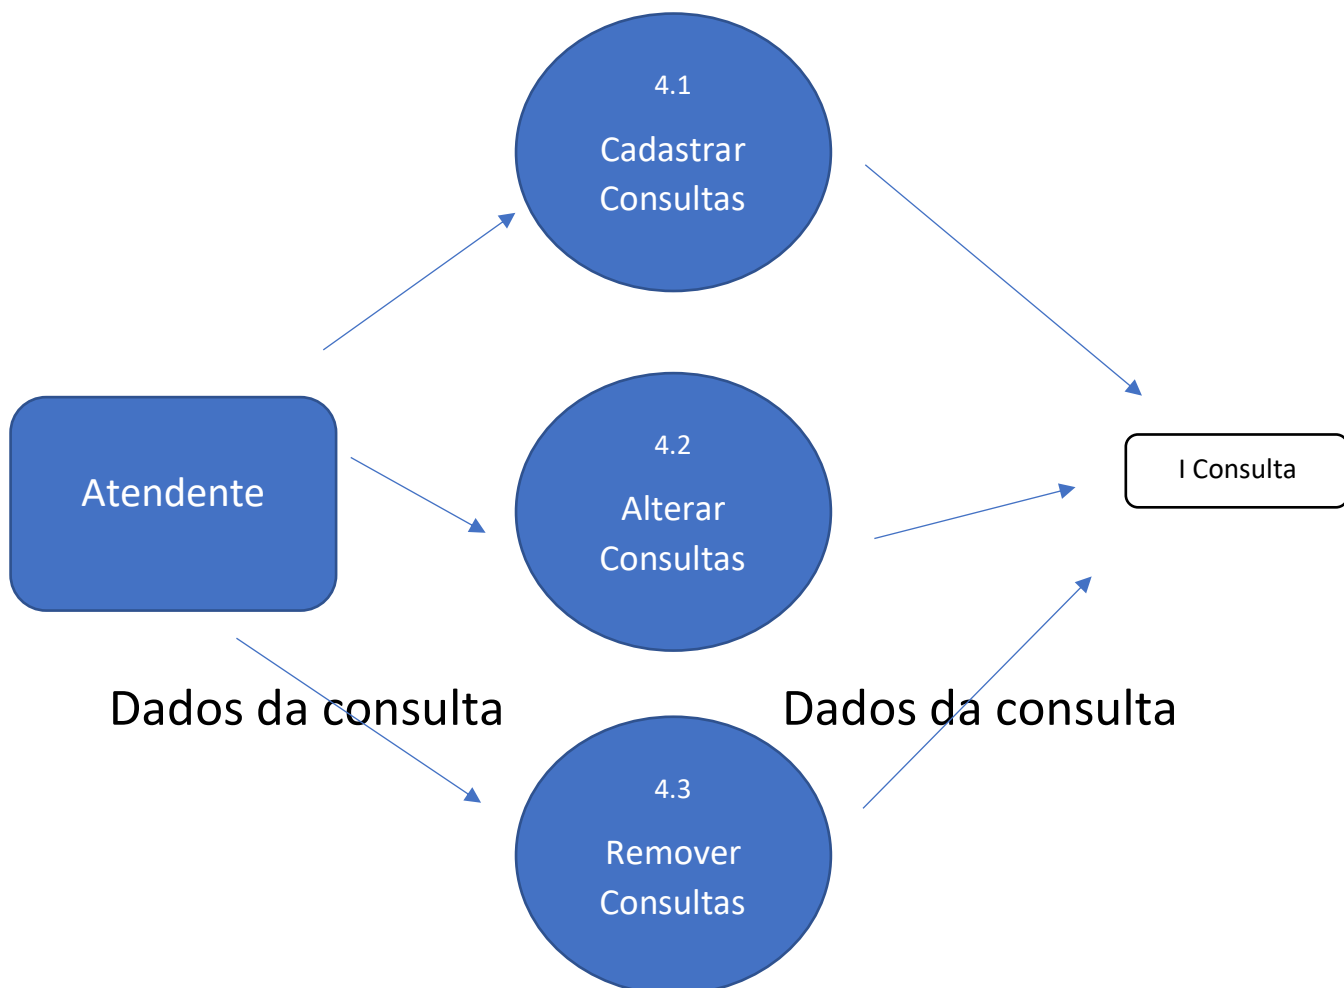 4.1
Cadastrar
Consultas
Atendente
4.2
Alterar
Consultas
I Consulta
Dados da consulta
Dados da consulta
4.3
Remover
Consultas